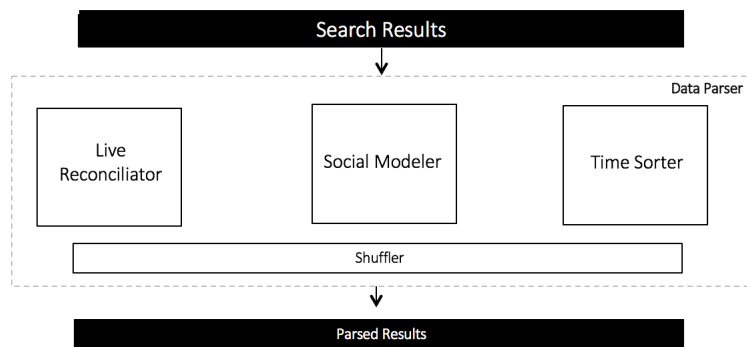 Search Results
Data Parser
Live
Reconciliator
Social Modeler
Time Sorter
Shuffler
Parsed Results